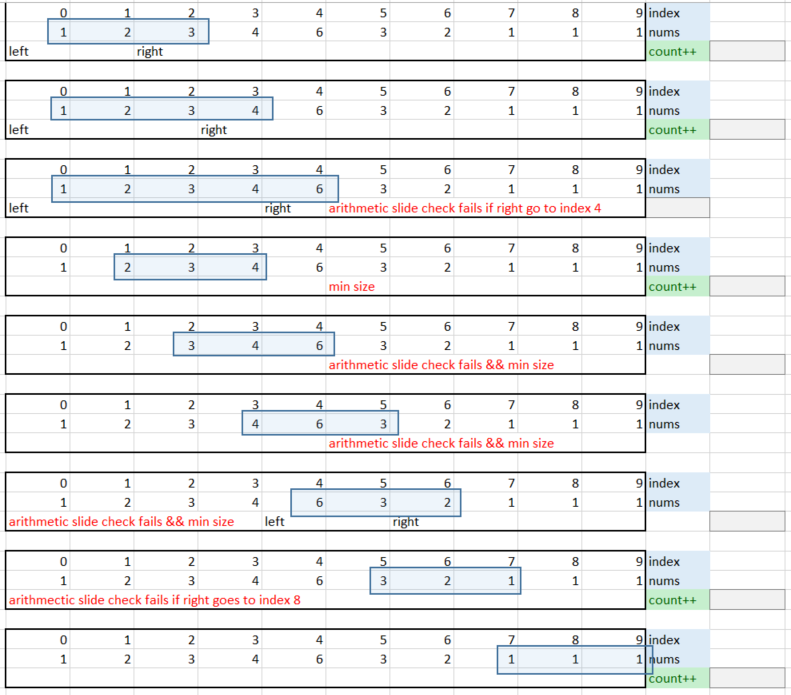 0 1 2 3 4 5 6 7 8 9 index
1 2 3 4 6 3 2 1 1 1 nums
left right count++
0 1 2 3 4 5 6 7 8 9 index
1 2 3 4 6 3 2 1 1 1 nums
left right count++
0 1 2 3 4 5 6 7 8 9 index
1 2 3 4 6 3 2 1 1 1 nums
left right arithmetic slide check fails if right go to index 4
0 1 2 3 4 5 6 7 8 9 index
1 2 3 4 6 3 2 1 1 1 nums
min size count++
0 1 2 3 4 5 6 7 8 9 index
1 2 3 4 6 3 2 1 1 1 nums
arithmetic slide check fails && min size
0 1 2 3 4 5 6 7 8 9 index
1 2 3 4 6 3 2 1 1 1 nums
arithmetic slide check fails && min size
0 1 2 3 4 5 6 7 8 9 index
1 2 3 4 6 3 2 1 1 1 nums
arithmetic slide check fails && min size left right
0 1 2 3 4 5 6 7 8 9 index
1 2 3 4 6 3 2 1 1 1 nums
arithmectic slide check fails if right goes to index 8 count++
0 1 2 3 4 5 6 7 8 9 index
1 2 3 4 6 3 2 1 1 1 nums
count++